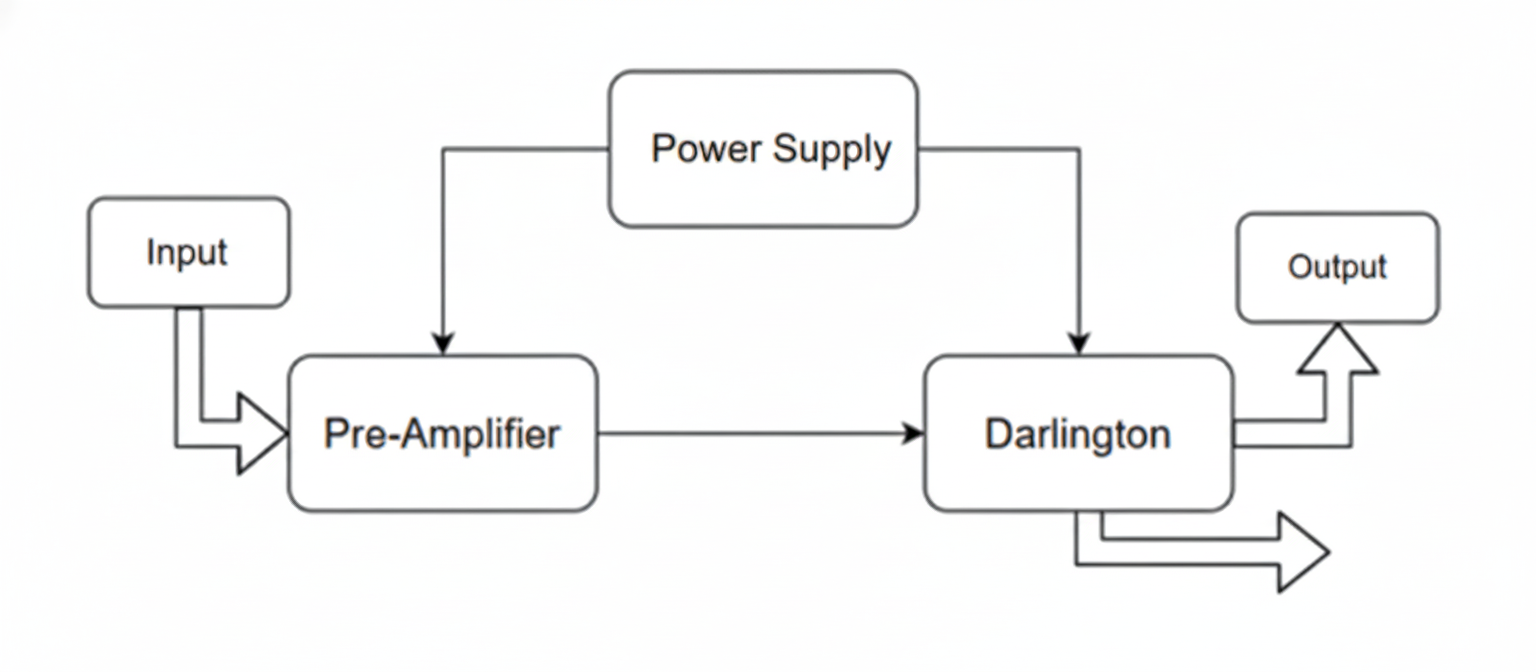 Power Supply
Input
Output
Pre-Amplifier
Darlington